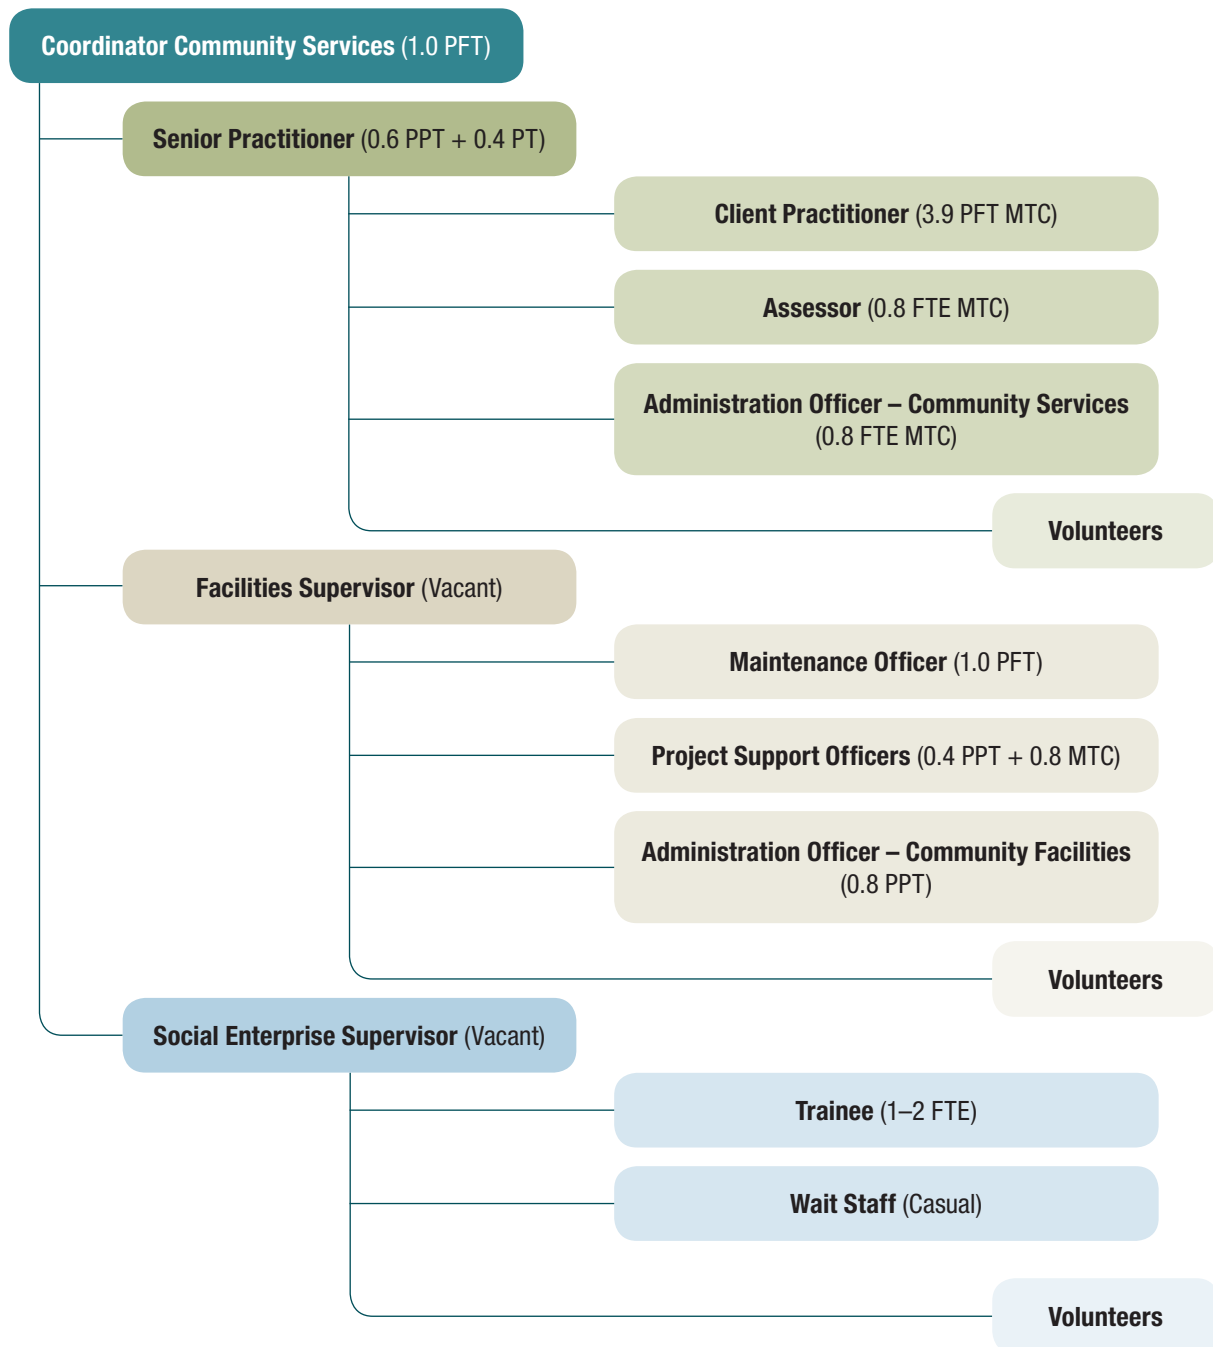 Coordinator Community Services (1.0 PFT)
Senior Practitioner (0.6 PPT + 0.4 PT)
Client Practitioner (3.9 PFT MTC)
Assessor (0.8 FTE MTC)
Administration Officer – Community Services
(0.8 FTE MTC)
Volunteers
Facilities Supervisor (Vacant)
Maintenance Officer (1.0 PFT)
Project Support Officers (0.4 PPT + 0.8 MTC)
Administration Officer – Community Facilities
(0.8 PPT)
Volunteers
Social Enterprise Supervisor (Vacant)
Trainee (1–2 FTE)
Wait Staff (Casual)
Volunteers